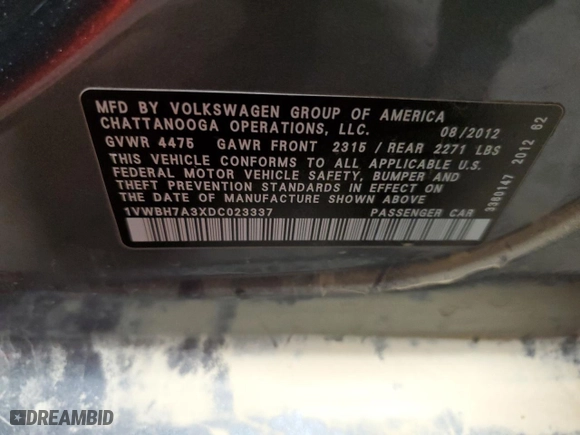 MFD BY VOLKSWAGEN GROUP OF AMERICA
CHATTANOOGA OPERATIONS, LLC. 08/2012
GVWR 4475 GAWR FRONT 2315 / REAR 2271 LBS
THIS VEHICLE CONFORMS TO ALL APPLICABLE U.S.
FEDERAL MOTOR VEHICLE SAFETY, BUMPER AND
THEFT PREVENTION STANDARDS IN EFFECT ON
THE DATE OF MANUFACTURE SHOWN ABOVE
1VWBH7A3XDC023337 PASSENGER CAR
3360147 2012 62
DREAMBID